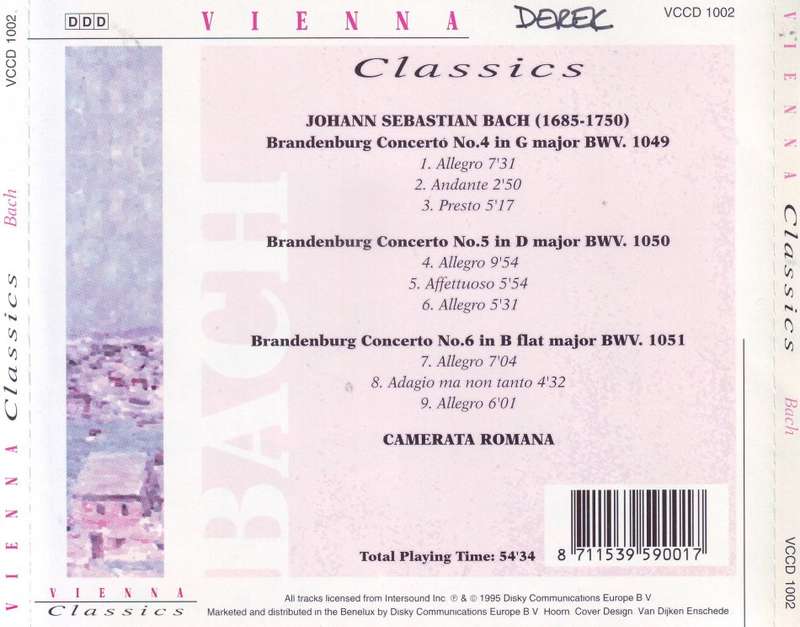 DDD
VIENNA
DEREK
VCCD 1002
Classics
JOHANN SEBASTIAN BACH (1685-1750)
Brandenburg Concerto No.4 in G major BWV. 1049
1. Allegro 7'31
2. Andante 2'50
3. Presto 5'17
Brandenburg Concerto No.5 in D major BWV. 1050
4. Allegro 9'54
5. Affettuoso 5'54
6. Allegro 5'31
Brandenburg Concerto No.6 in B flat major BWV. 1051
7. Allegro 7'04
8. Adagio ma non tanto 4'32
9. Allegro 6'01
CAMERATA ROMANA
BACH
Total Playing Time: 54'34
8 711539 590017
VIENNA
Classics
All tracks licensed from Intersound Inc ℗ & © 1995 Disky Communications Europe B V
Marketed and distributed in the Benelux by Disky Communications Europe B V Hoorn. Cover Design Van Dijken Enschede
VIENNA Classics Bach VCCD 1002
VIENNA Classics Bach VCCD 1002